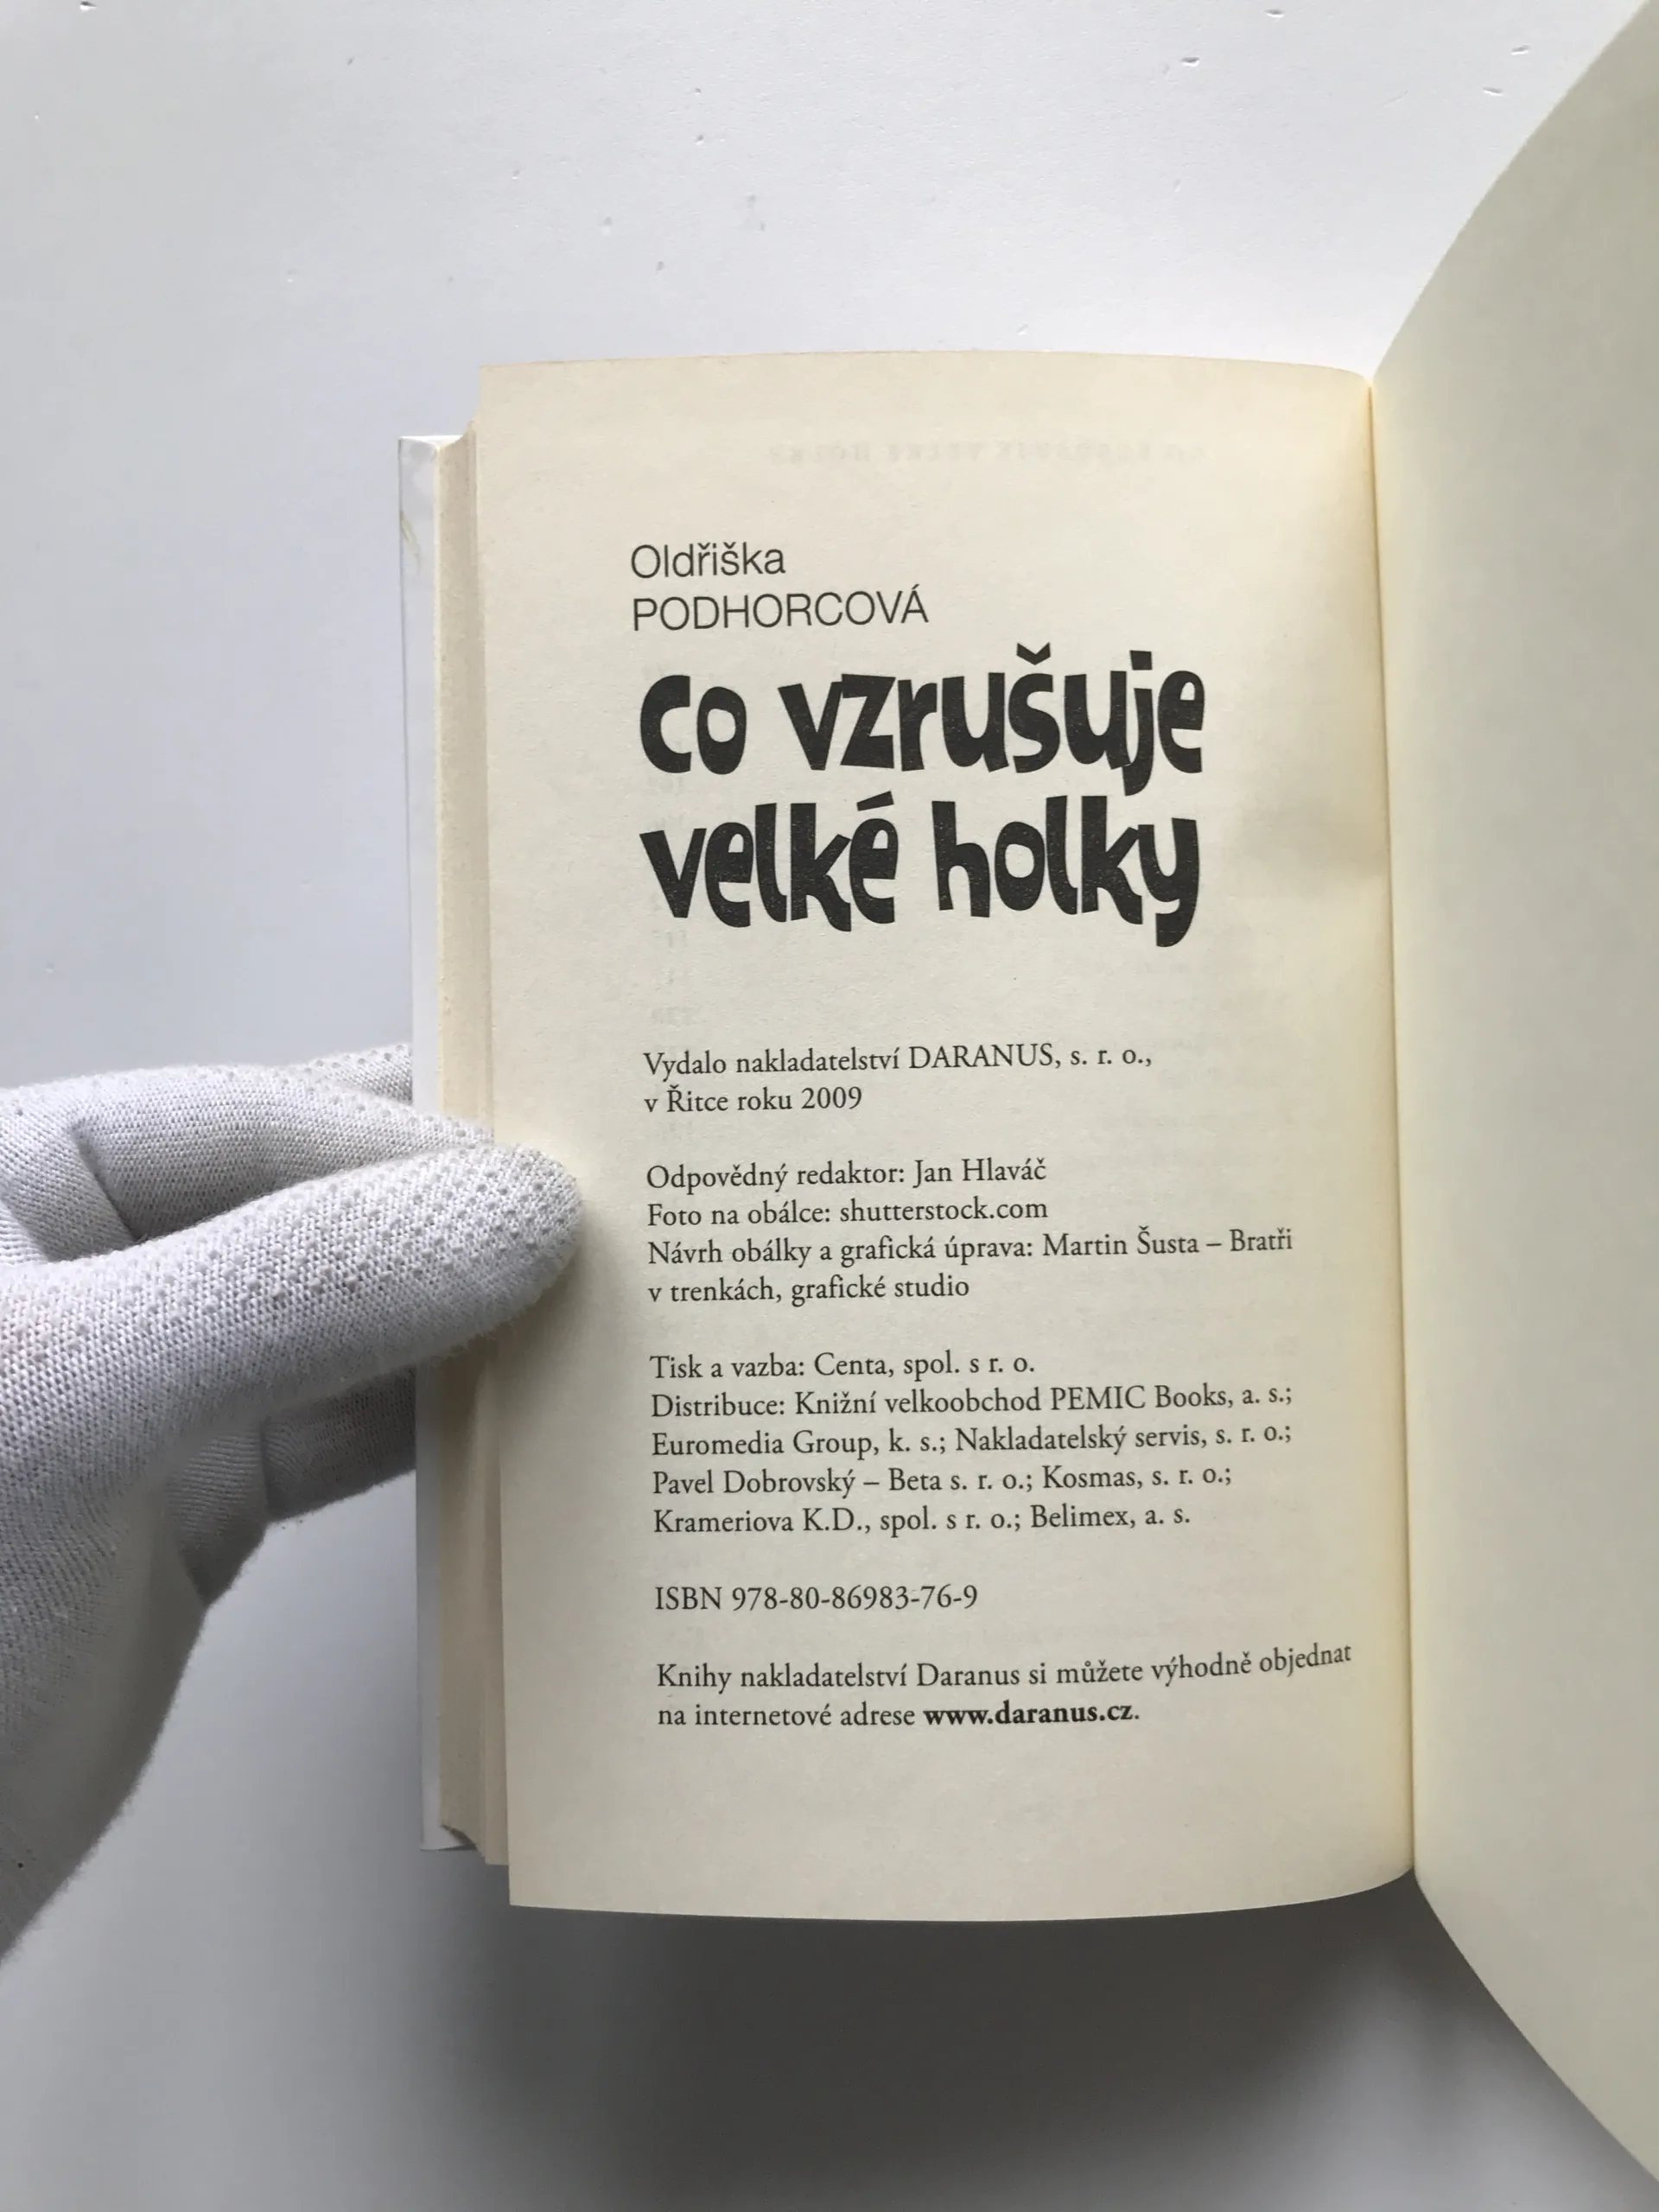 Oldřiška
PODHORCOVÁ
co vzrušuje
velké holky
Vydalo nakladatelství DARANUS, s. r. o.,
v Řitce roku 2009
Odpovědný redaktor: Jan Hlaváč
Foto na obálce: shutterstock.com
Návrh obálky a grafická úprava: Martin Šusta – Bratři
v trenkách, grafické studio
Tisk a vazba: Centa, spol. s r. o.
Distribuce: Knižní velkoobchod PEMIC Books, a. s.;
Euromedia Group, k. s.; Nakladatelský servis, s. r. o.;
Pavel Dobrovský – Beta s. r. o.; Kosmas, s. r. o.;
Krameriova K.D., spol. s r. o.; Belimex, a. s.
ISBN 978-80-86983-76-9
Knihy nakladatelství Daranus si můžete výhodně objednat
na internetové adrese www.daranus.cz.